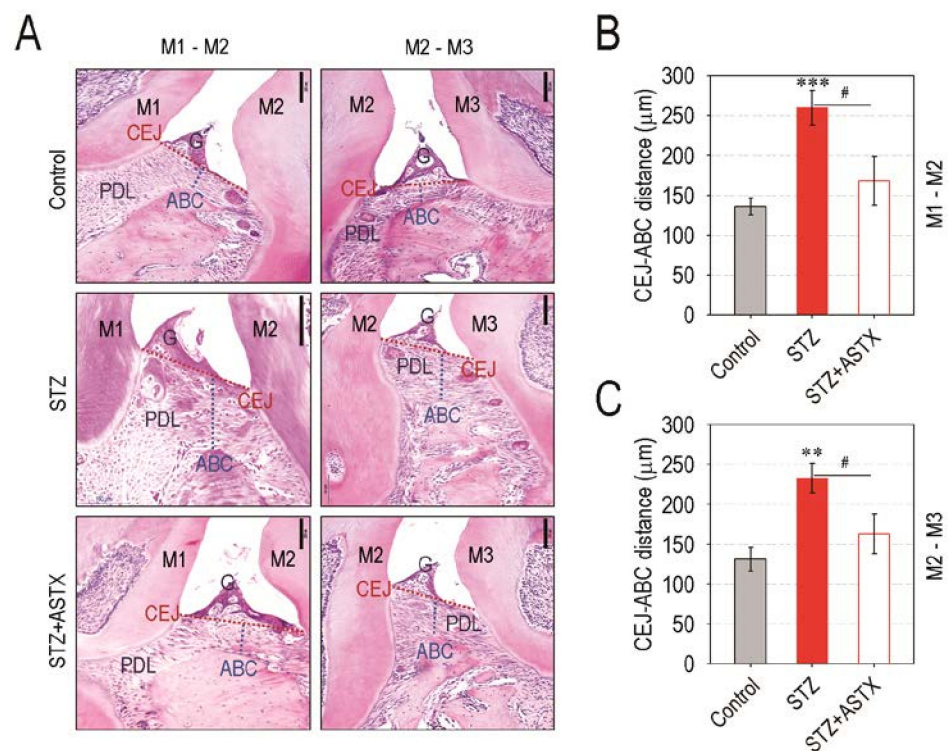 A
M1 - M2
M2 - M3
Control
M1
M2
CEJ
G
PDL
ABC
M2
M3
G
CEJ
ABC
PDL
STZ
M1
M2
G
CEJ
PDL
ABC
M2
M3
G
PDL
CEJ
ABC
STZ+ASTX
M1
M2
G
CEJ
PDL
ABC
M2
M3
G
CEJ
PDL
ABC
B
CEJ-ABC distance (μm)
300
250
200
150
100
50
0
***
#
Control
STZ
STZ+ASTX
M1 - M2
C
CEJ-ABC distance (μm)
300
250
200
150
100
50
0
**
#
Control
STZ
STZ+ASTX
M2 - M3